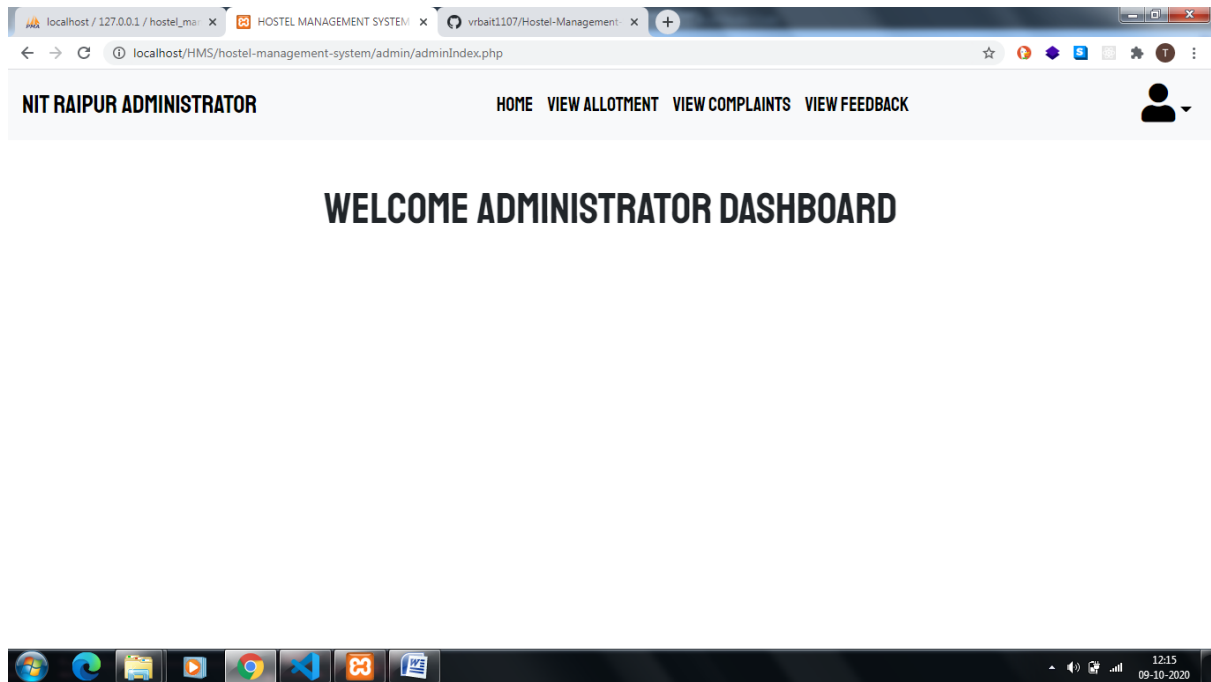 localhost / 127.0.0.1 / hostel_ma
HOSTEL MANAGEMENT SYSTEM
vrbait1107/Hostel-Management-
localhost/HMS/hostel-management-system/admin/adminIndex.php
NIT RAIPUR ADMINISTRATOR
HOME VIEW ALLOTMENT VIEW COMPLAINTS VIEW FEEDBACK
WELCOME ADMINISTRATOR DASHBOARD
12:15
09-10-2020